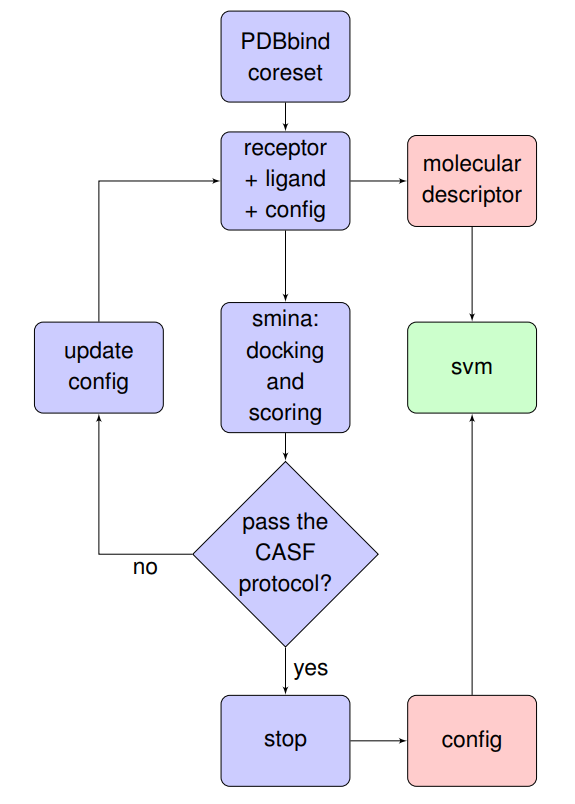 PDBbind
coreset
receptor
+ ligand
+ config
molecular
descriptor
smina:
docking
and
scoring
update
config
svm
pass the
CASF
protocol?
no
yes
stop
config